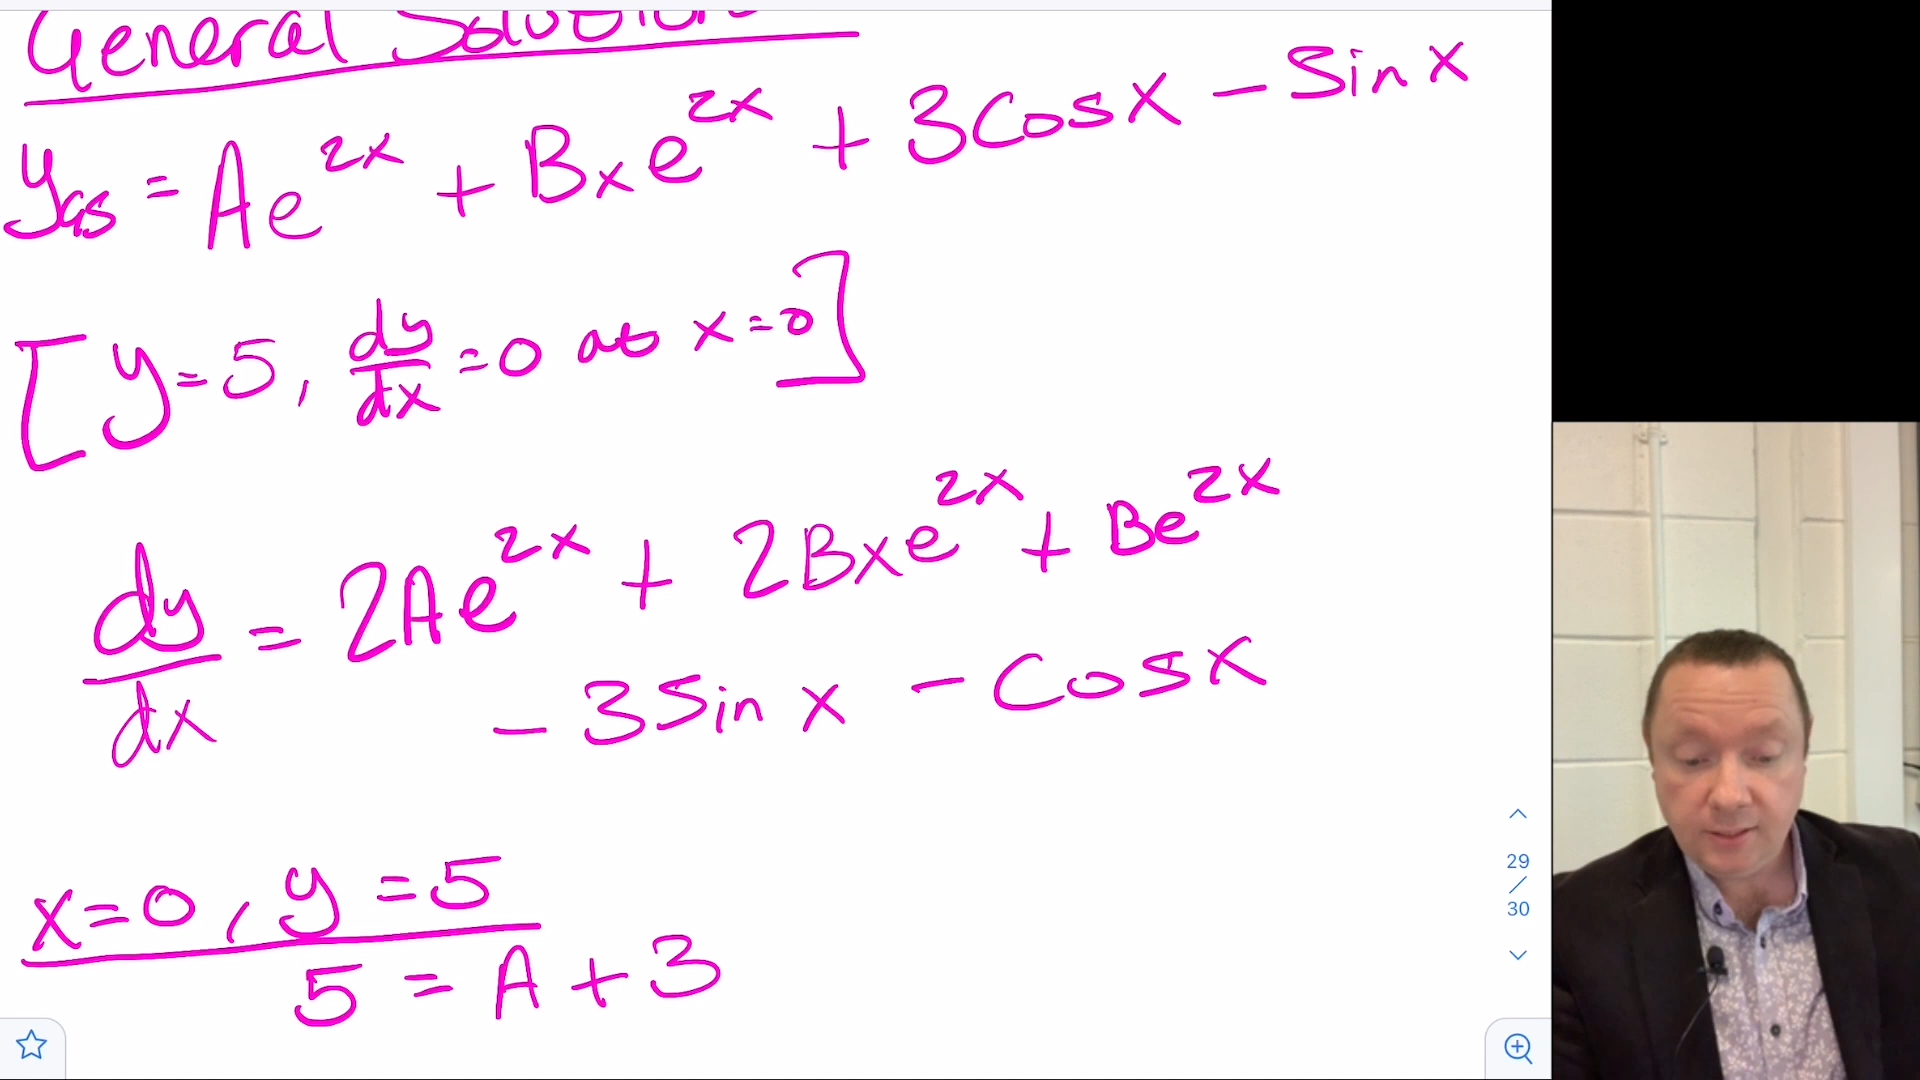 General Solution
y_GS = Ae^{2x} + Bxe^{2x} + 3Cosx - Sinx
[y=5, dy/dx=0 at x=0]
dy/dx = 2Ae^{2x} + 2Bxe^{2x} + Be^{2x}
-3Sinx - Cosx
x=0, y=5
5 = A+3
29
/
30